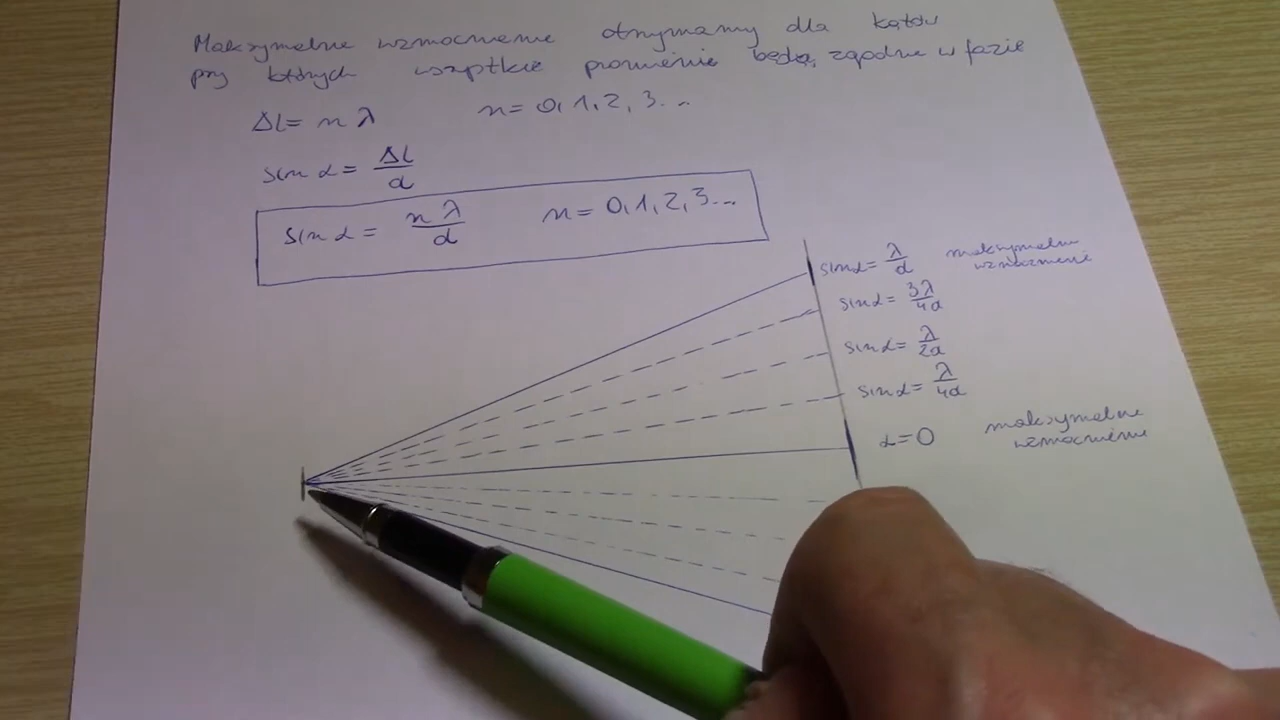 Maksymalne wzmocnienie otrzymamy dla kątów
przy których wszystkie promienie będą zgodne w fazie
Δl = n λ n = 0, 1, 2, 3...
sin α = Δl/d
sin α = n λ/d n = 0, 1, 2, 3...
sin α = λ/d maksymalne wzmocnienie
sin α = 3λ/4d
sin α = λ/2d
sin α = λ/4d
α = 0 maksymalne wzmocnienie